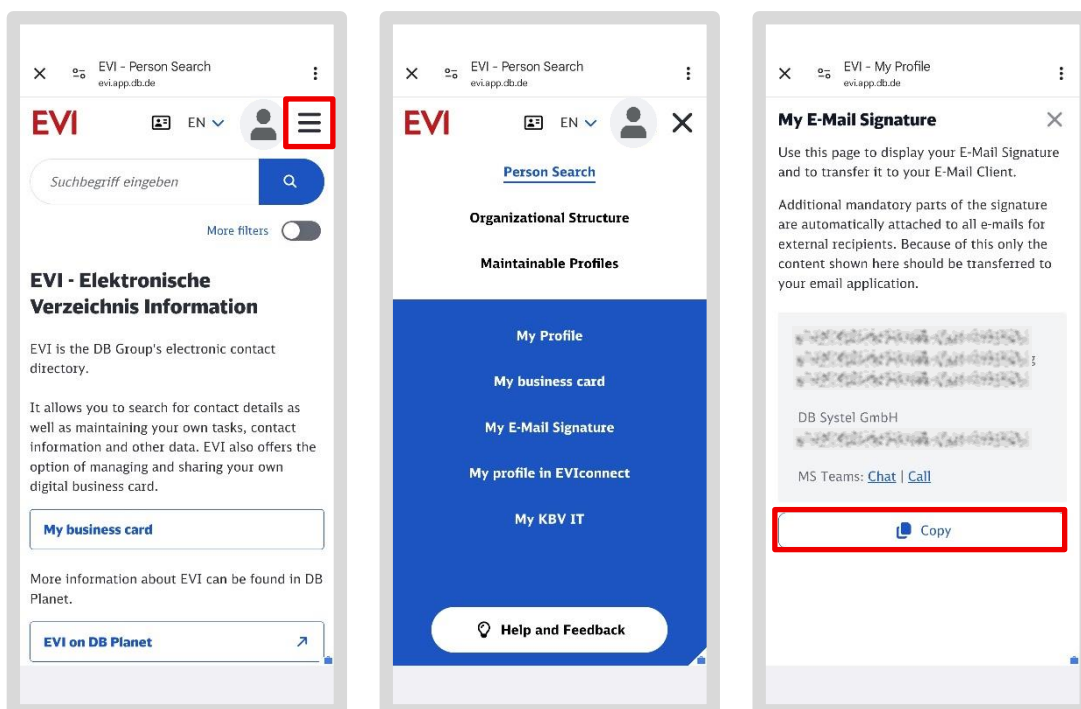 EVI - Person Search
evi.app.db.de
EVI
EN
Suchbegriff eingeben
More filters
EVI - Elektronische
Verzeichnis Information
EVI is the DB Group's electronic contact
directory.
It allows you to search for contact details as
well as maintaining your own tasks, contact
information and other data. EVI also offers the
option of managing and sharing your own
digital business card.
My business card
More information about EVI can be found in DB
Planet.
EVI on DB Planet
EVI - Person Search
evi.app.db.de
EVI
EN
Person Search
Organizational Structure
Maintainable Profiles
My Profile
My business card
My E-Mail Signature
My profile in EVIconnect
My KBV IT
Help and Feedback
EVI - My Profile
evi.app.db.de
My E-Mail Signature
Use this page to display your E-Mail Signature
and to transfer it to your E-Mail Client.
Additional mandatory parts of the signature
are automatically attached to all e-mails for
external recipients. Because of this only the
content shown here should be transferred to
your email application.
DB Systel GmbH
MS Teams: Chat | Call
Copy